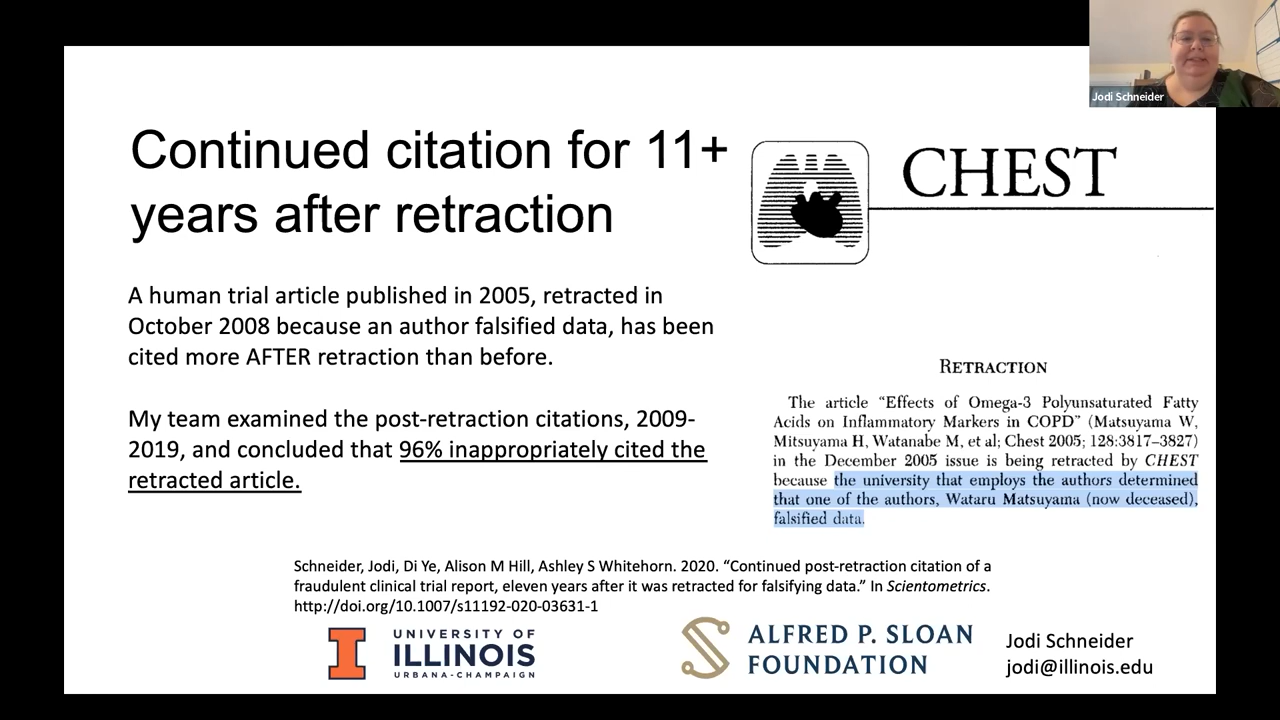 Jodi Schneider
Continued citation for 11+
years after retraction
A human trial article published in 2005, retracted in
October 2008 because an author falsified data, has been
cited more AFTER retraction than before.
My team examined the post-retraction citations, 2009-
2019, and concluded that 96% inappropriately cited the
retracted article.
CHEST
RETRACTION
The article “Effects of Omega-3 Polyunsaturated Fatty
Acids on Inflammatory Markers in COPD” (Matsuyama W,
Mitsuyama H, Watanabe M, et al; Chest 2005; 128:3817–3827)
in the December 2005 issue is being retracted by CHEST
because the university that employs the authors determined
that one of the authors, Wataru Matsuyama (now deceased),
falsified data.
Schneider, Jodi, Di Ye, Alison M Hill, Ashley S Whitehorn. 2020. “Continued post-retraction citation of a
fraudulent clinical trial report, eleven years after it was retracted for falsifying data.” In Scientometrics.
http://doi.org/10.1007/s11192-020-03631-1
UNIVERSITY OF
ILLINOIS
URBANA-CHAMPAIGN
ALFRED P. SLOAN
FOUNDATION
Jodi Schneider
jodi@illinois.edu